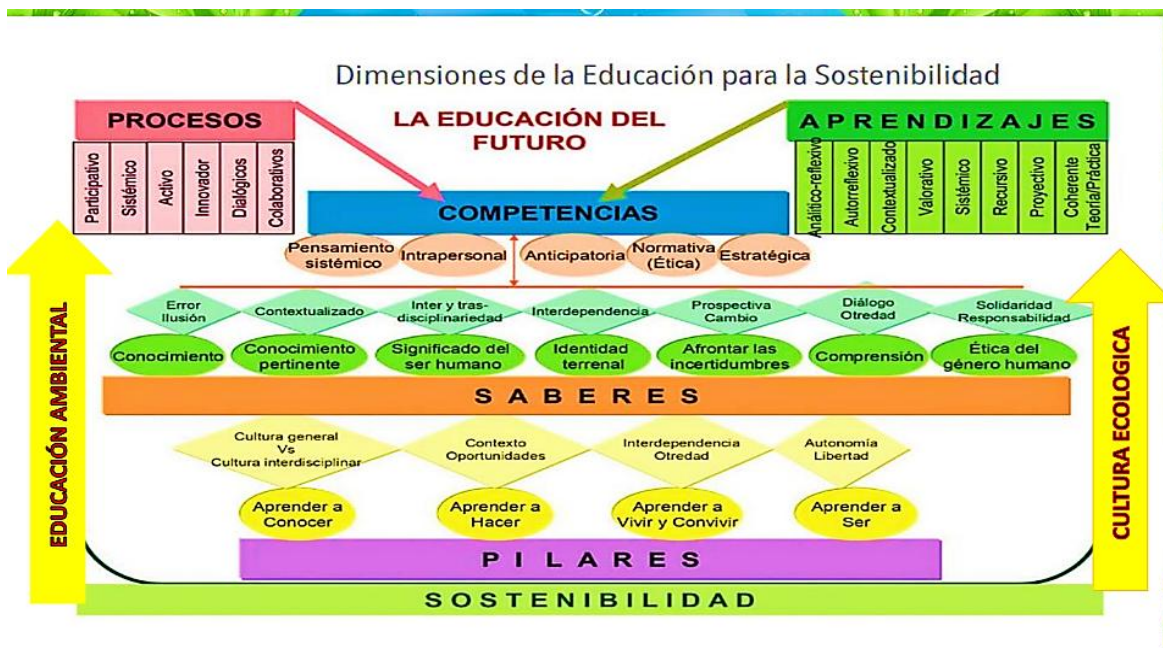 Dimensiones de la Educación para la Sostenibilidad
PROCESOS
LA EDUCACIÓN DEL
FUTURO
APRENDIZAJES
Participativo
Sistémico
Activo
Innovador
Dialógicos
Colaborativos
Análitico-reflexivo
Autorreflexivo
Contextualizado
Valorativo
Sistémico
Recursivo
Proyectivo
Coherente
Teoría/Práctica
COMPETENCIAS
Pensamiento
sistémico
Intrapersonal
Anticipatoria
Normativa
(Ética)
Estratégica
Error
Ilusión
Contextualizado
Inter y tras-
disciplinariedad
Interdependencia
Prospectiva
Cambio
Diálogo
Otredad
Solidaridad
Responsabilidad
Conocimiento
Conocimiento
pertinente
Significado del
ser humano
Identidad
terrenal
Afrontar las
incertidumbres
Comprensión
Ética del
género humano
SABERES
Cultura general
Vs
Cultura interdisciplinar
Contexto
Oportunidades
Interdependencia
Otredad
Autonomía
Libertad
Aprender a
Conocer
Aprender a
Hacer
Aprender a
Vivir y Convivir
Aprender a
Ser
PILARES
SOSTENIBILIDAD
EDUCACIÓN AMBIENTAL
CULTURA ECOLOGICA